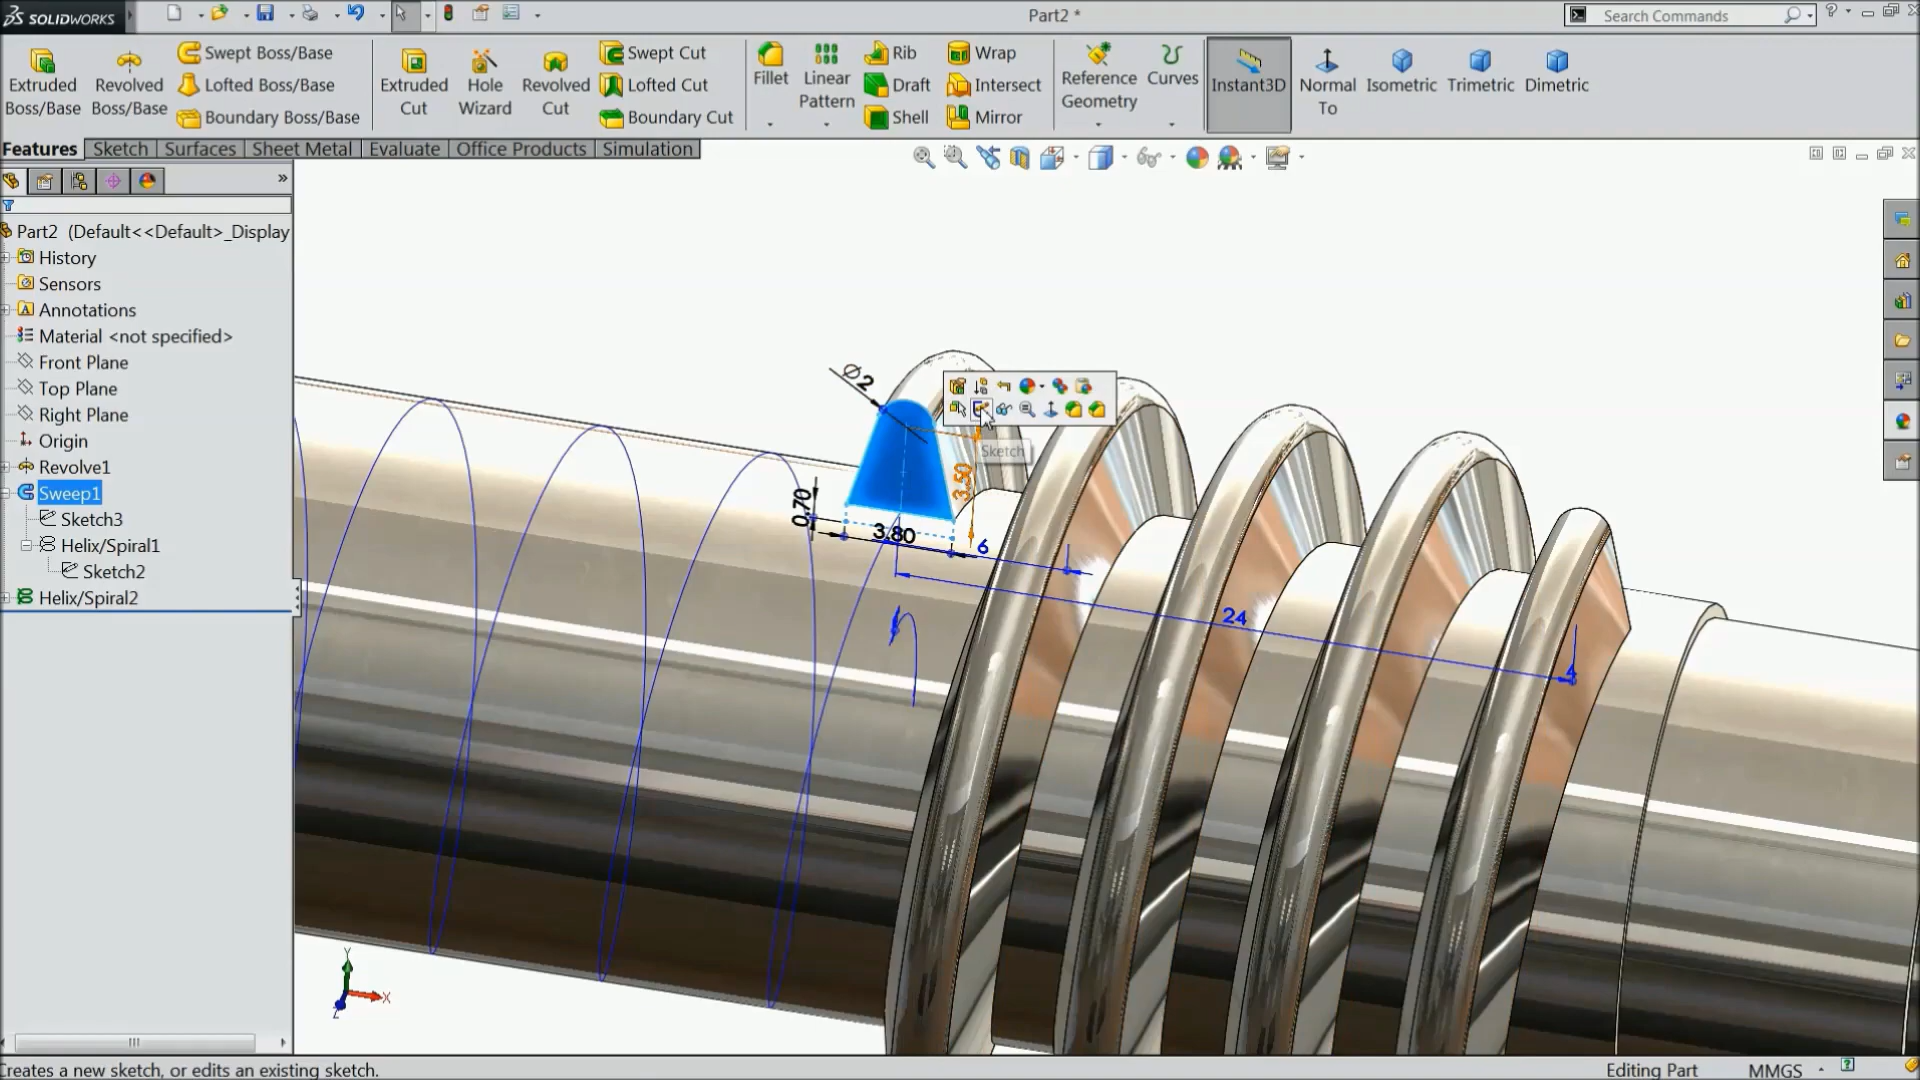 SOLIDWORKS
Part2 *
Search Commands
Extruded Boss/Base
Revolved Boss/Base
Swept Boss/Base
Lofted Boss/Base
Boundary Boss/Base
Extruded Cut
Hole Wizard
Revolved Cut
Swept Cut
Lofted Cut
Boundary Cut
Fillet
Linear Pattern
Rib
Draft
Shell
Wrap
Intersect
Mirror
Reference Geometry
Curves
Instant3D
Normal To
Isometric
Trimetric
Dimetric
Features
Sketch
Surfaces
Sheet Metal
Evaluate
Office Products
Simulation
Part2 (Default<<Default>_Display
History
Sensors
Annotations
Material <not specified>
Front Plane
Top Plane
Right Plane
Origin
Revolve1
Sweep1
Sketch3
Helix/Spiral1
Sketch2
Helix/Spiral2
Ø2
Sketch
3.50
0.70
3.80
6
24
4
Y
X
Z
Creates a new sketch, or edits an existing sketch.
Editing Part
MMGS